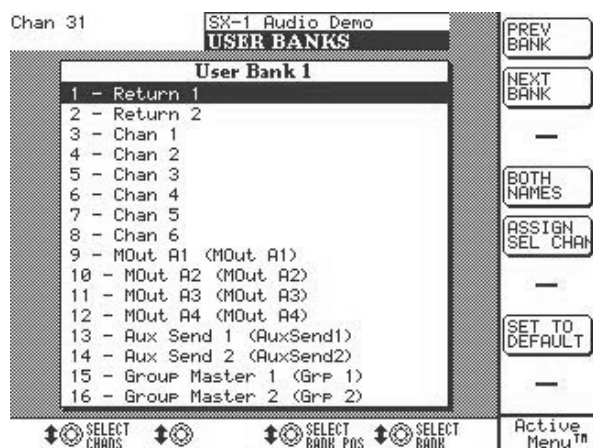 Chan 31
SX-1 Audio Demo
USER BANKS
User Bank 1
1 - Return 1
2 - Return 2
3 - Chan 1
4 - Chan 2
5 - Chan 3
6 - Chan 4
7 - Chan 5
8 - Chan 6
9 - MOut A1 (MOut A1)
10 - MOut A2 (MOut A2)
11 - MOut A3 (MOut A3)
12 - MOut A4 (MOut A4)
13 - Aux Send 1 (AuxSend1)
14 - Aux Send 2 (AuxSend2)
15 - Group Master 1 (Grp 1)
16 - Group Master 2 (Grp 2)
PREV
BANK
NEXT
BANK
BOTH
NAMES
ASSIGN
SEL CHAN
SET TO
DEFAULT
SELECT
CHANS
SELECT
BANK POS
SELECT
BANK
Active
Menu™